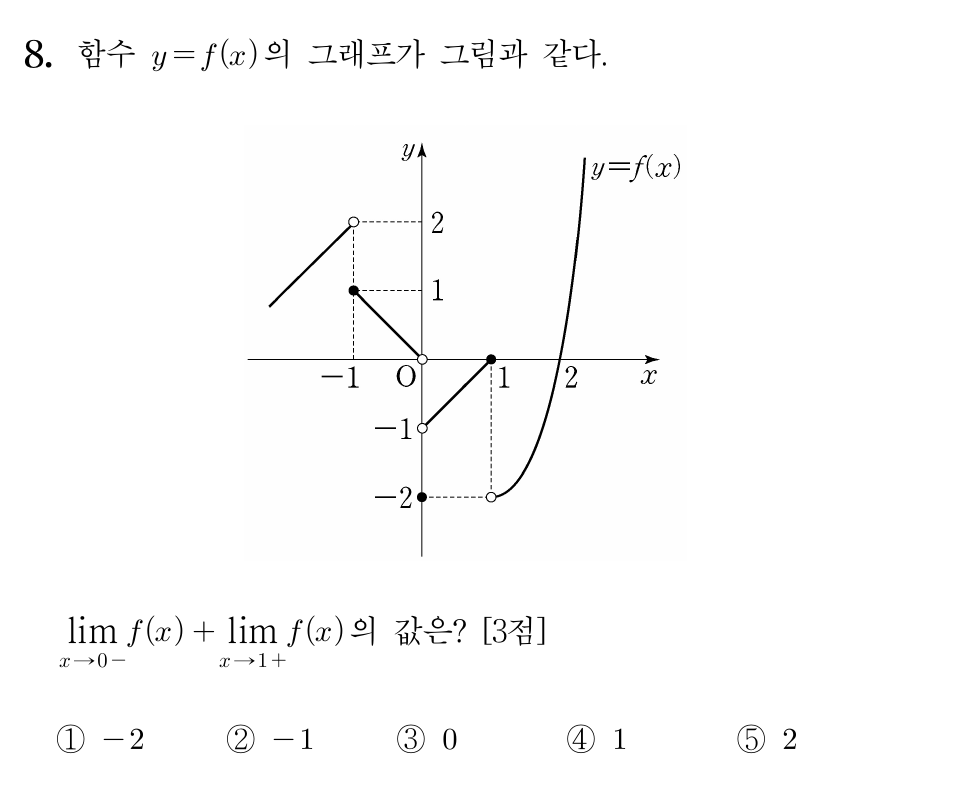 8. 함수 y=f(x)의 그래프가 그림과 같다.
y
y=f(x)
2
1
−1 O 1 2 x
−1
−2
lim f(x)+ lim f(x)의 값은? [3점]
x→0− x→1+
① −2 ② −1 ③ 0 ④ 1 ⑤ 2